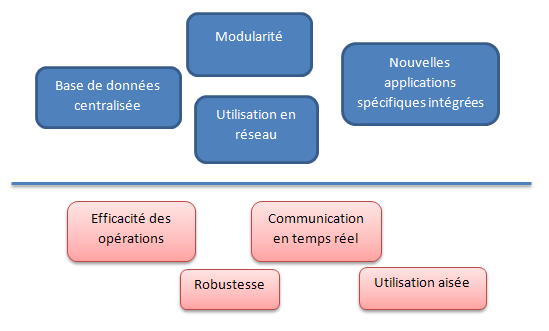 Modularité
Base de données
centralisée
Utilisation en
réseau
Nouvelles
applications
spécifiques intégrées
Efficacité des
opérations
Communication
en temps réel
Robustesse
Utilisation aisée